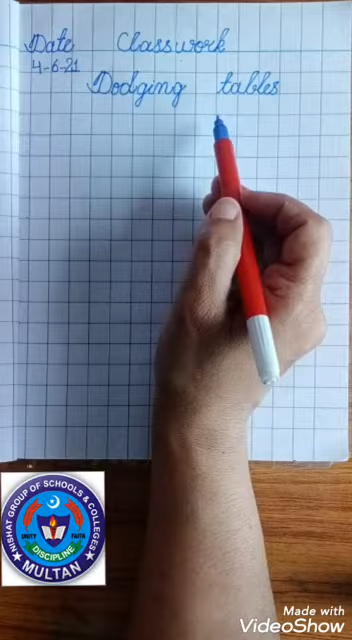 Date Classwork
4-6-21
Dodging tables
NISHAT GROUP OF SCHOOLS & COLLEGES
UNITY FAITH
DISCIPLINE
MULTAN
Made with
VideoShow